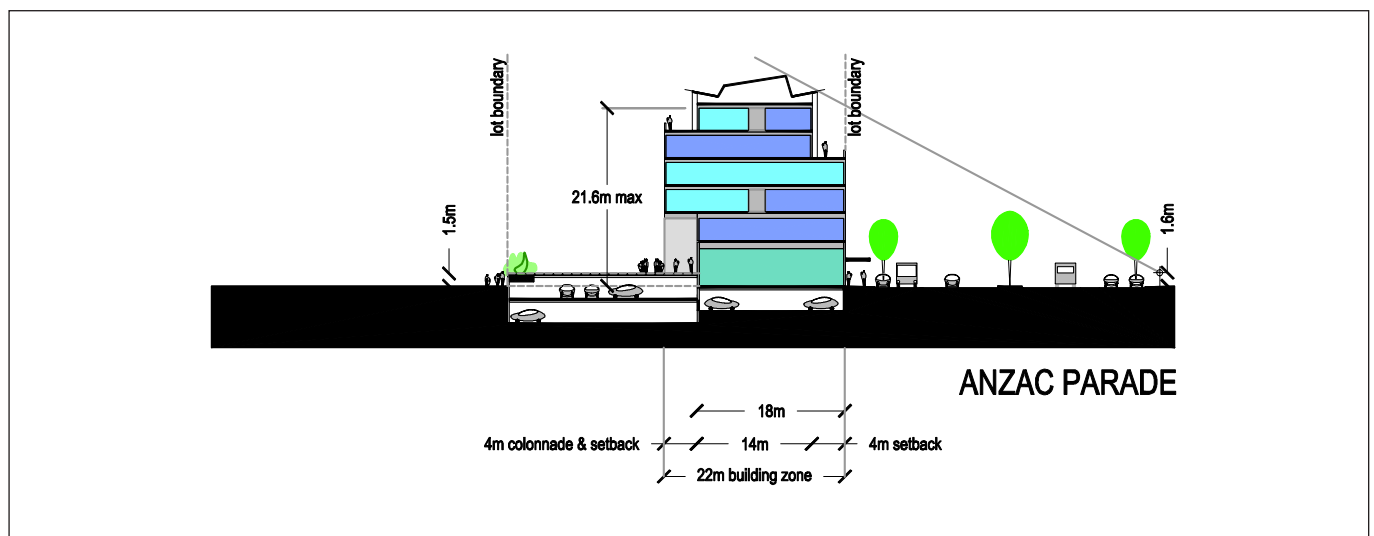 lot boundary
lot boundary
21.6m max
1.5m
1.6m
ANZAC PARADE
18m
4m colonnade & setback
14m
4m setback
22m building zone